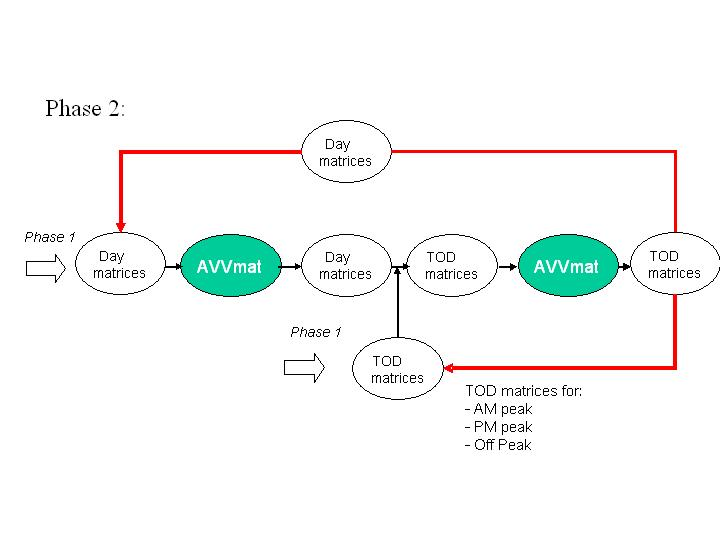 Phase 2:
Day
matrices
Phase 1
Day
matrices
AVVmat
Day
matrices
TOD
matrices
AVVmat
TOD
matrices
Phase 1
TOD
matrices
TOD matrices for:
- AM peak
- PM peak
- Off Peak